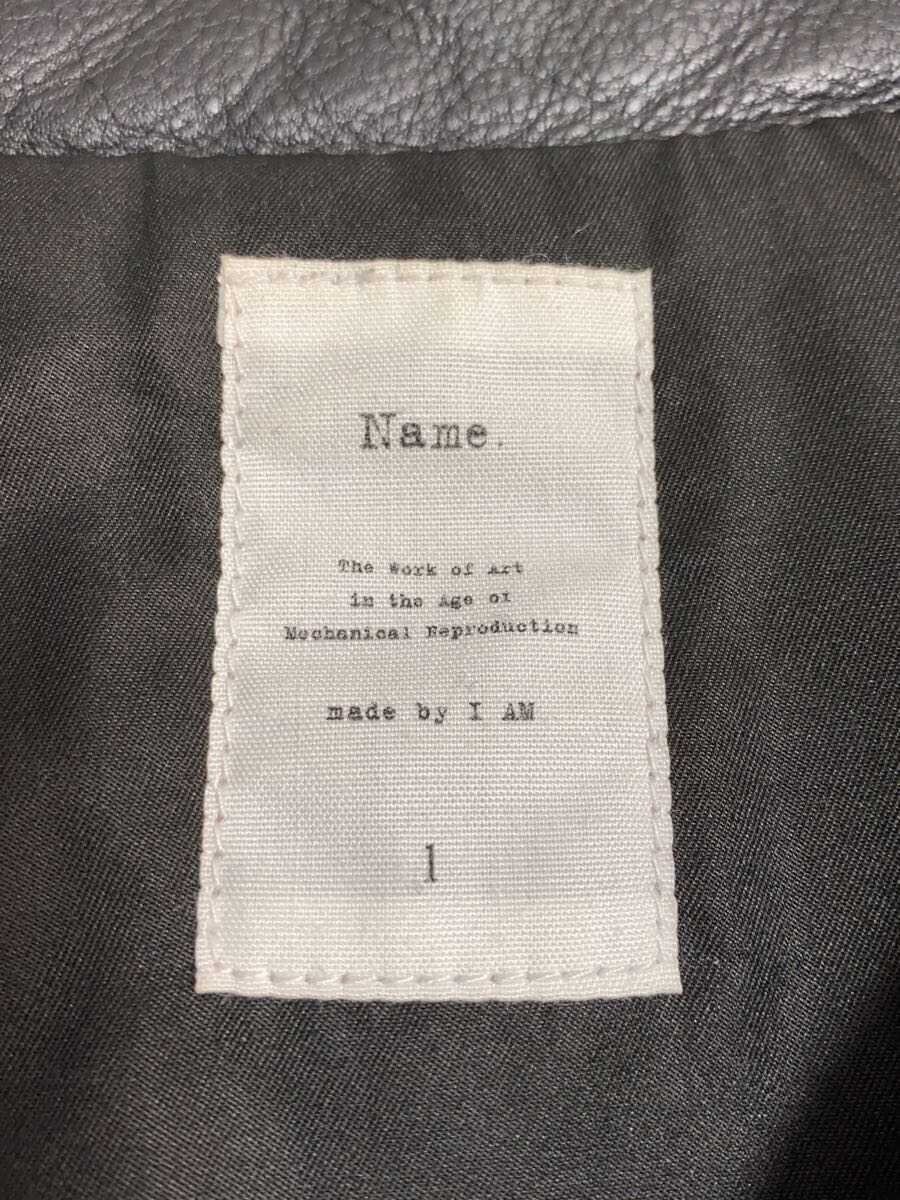 Name.
The Work of Art
in the Age of
Mechanical Reproduction
made by I AM
1